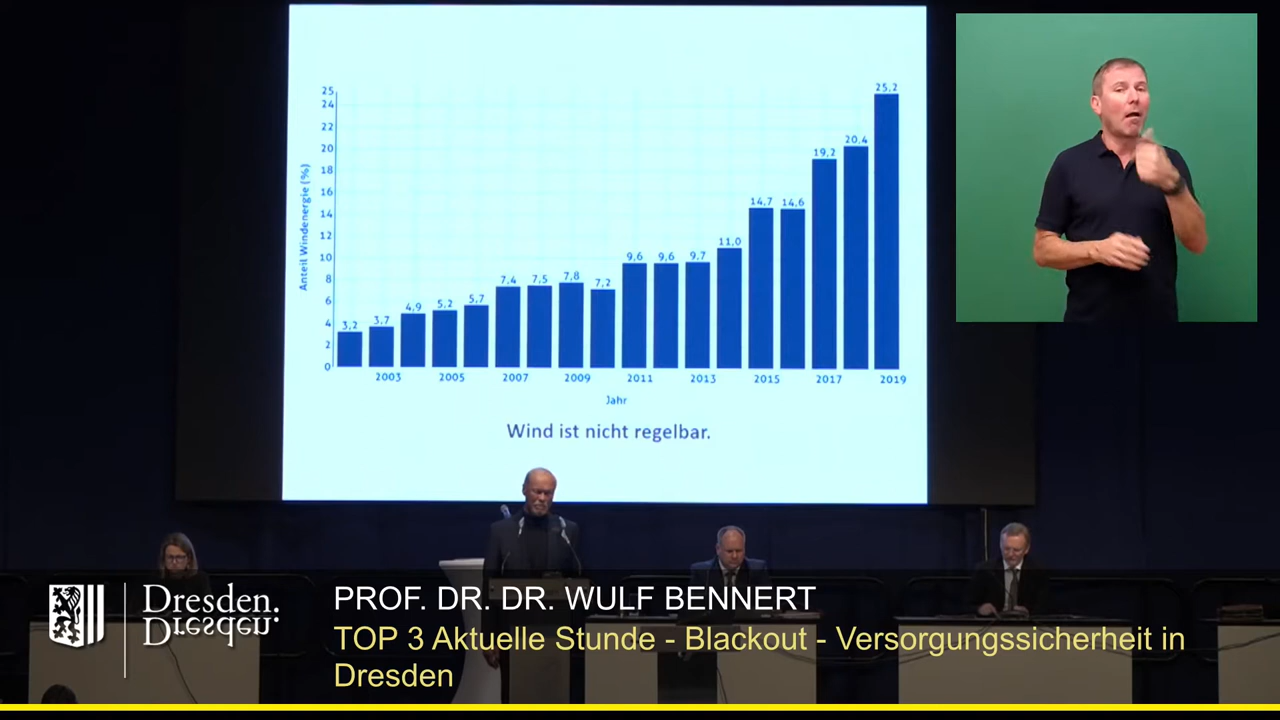 25
24
22
20
18
16
14
12
10
8
6
4
2
0
Anteil Windenergie (%)
3,2 3,7 4,9 5,2 5,7 7,4 7,5 7,8 7,2 9,6 9,6 9,7 11,0 14,7 14,6 19,2 20,4 25,2
2003 2005 2007 2009 2011 2013 2015 2017 2019
Jahr
Wind ist nicht regelbar.
Dresden.
Dresden.
PROF. DR. DR. WULF BENNERT
TOP 3 Aktuelle Stunde - Blackout - Versorgungssicherheit in
Dresden